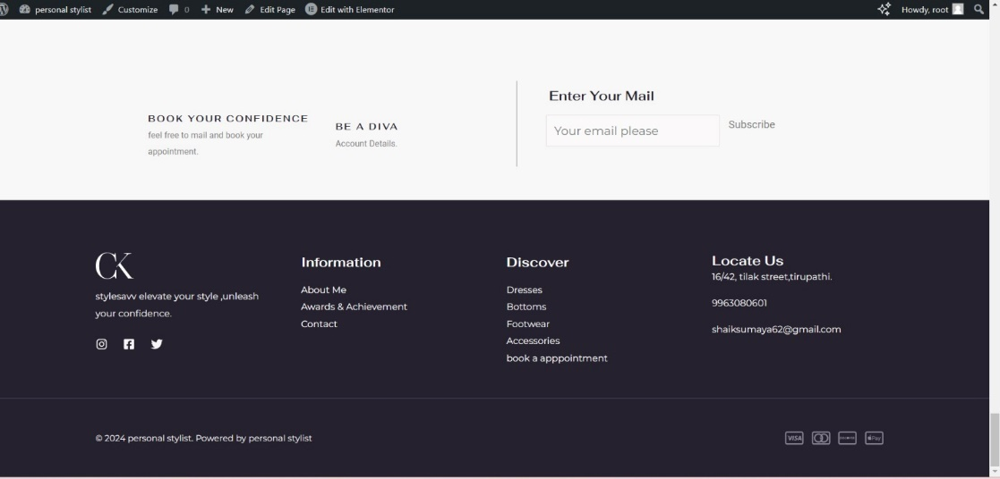 personal stylist Customize 0 New Edit Page Edit with Elementor Howdy, root
BOOK YOUR CONFIDENCE
feel free to mail and book your
appointment.
BE A DIVA
Account Details.
Enter Your Mail
Your email please
Subscribe
CK
stylesavv elevate your style ,unleash
your confidence.
Information
About Me
Awards & Achievement
Contact
Discover
Dresses
Bottoms
Footwear
Accessories
book a apppointment
Locate Us
16/42, tilak street,tirupathi.
9963080601
shaiksumaya62@gmail.com
© 2024 personal stylist. Powered by personal stylist
VISA
Pay